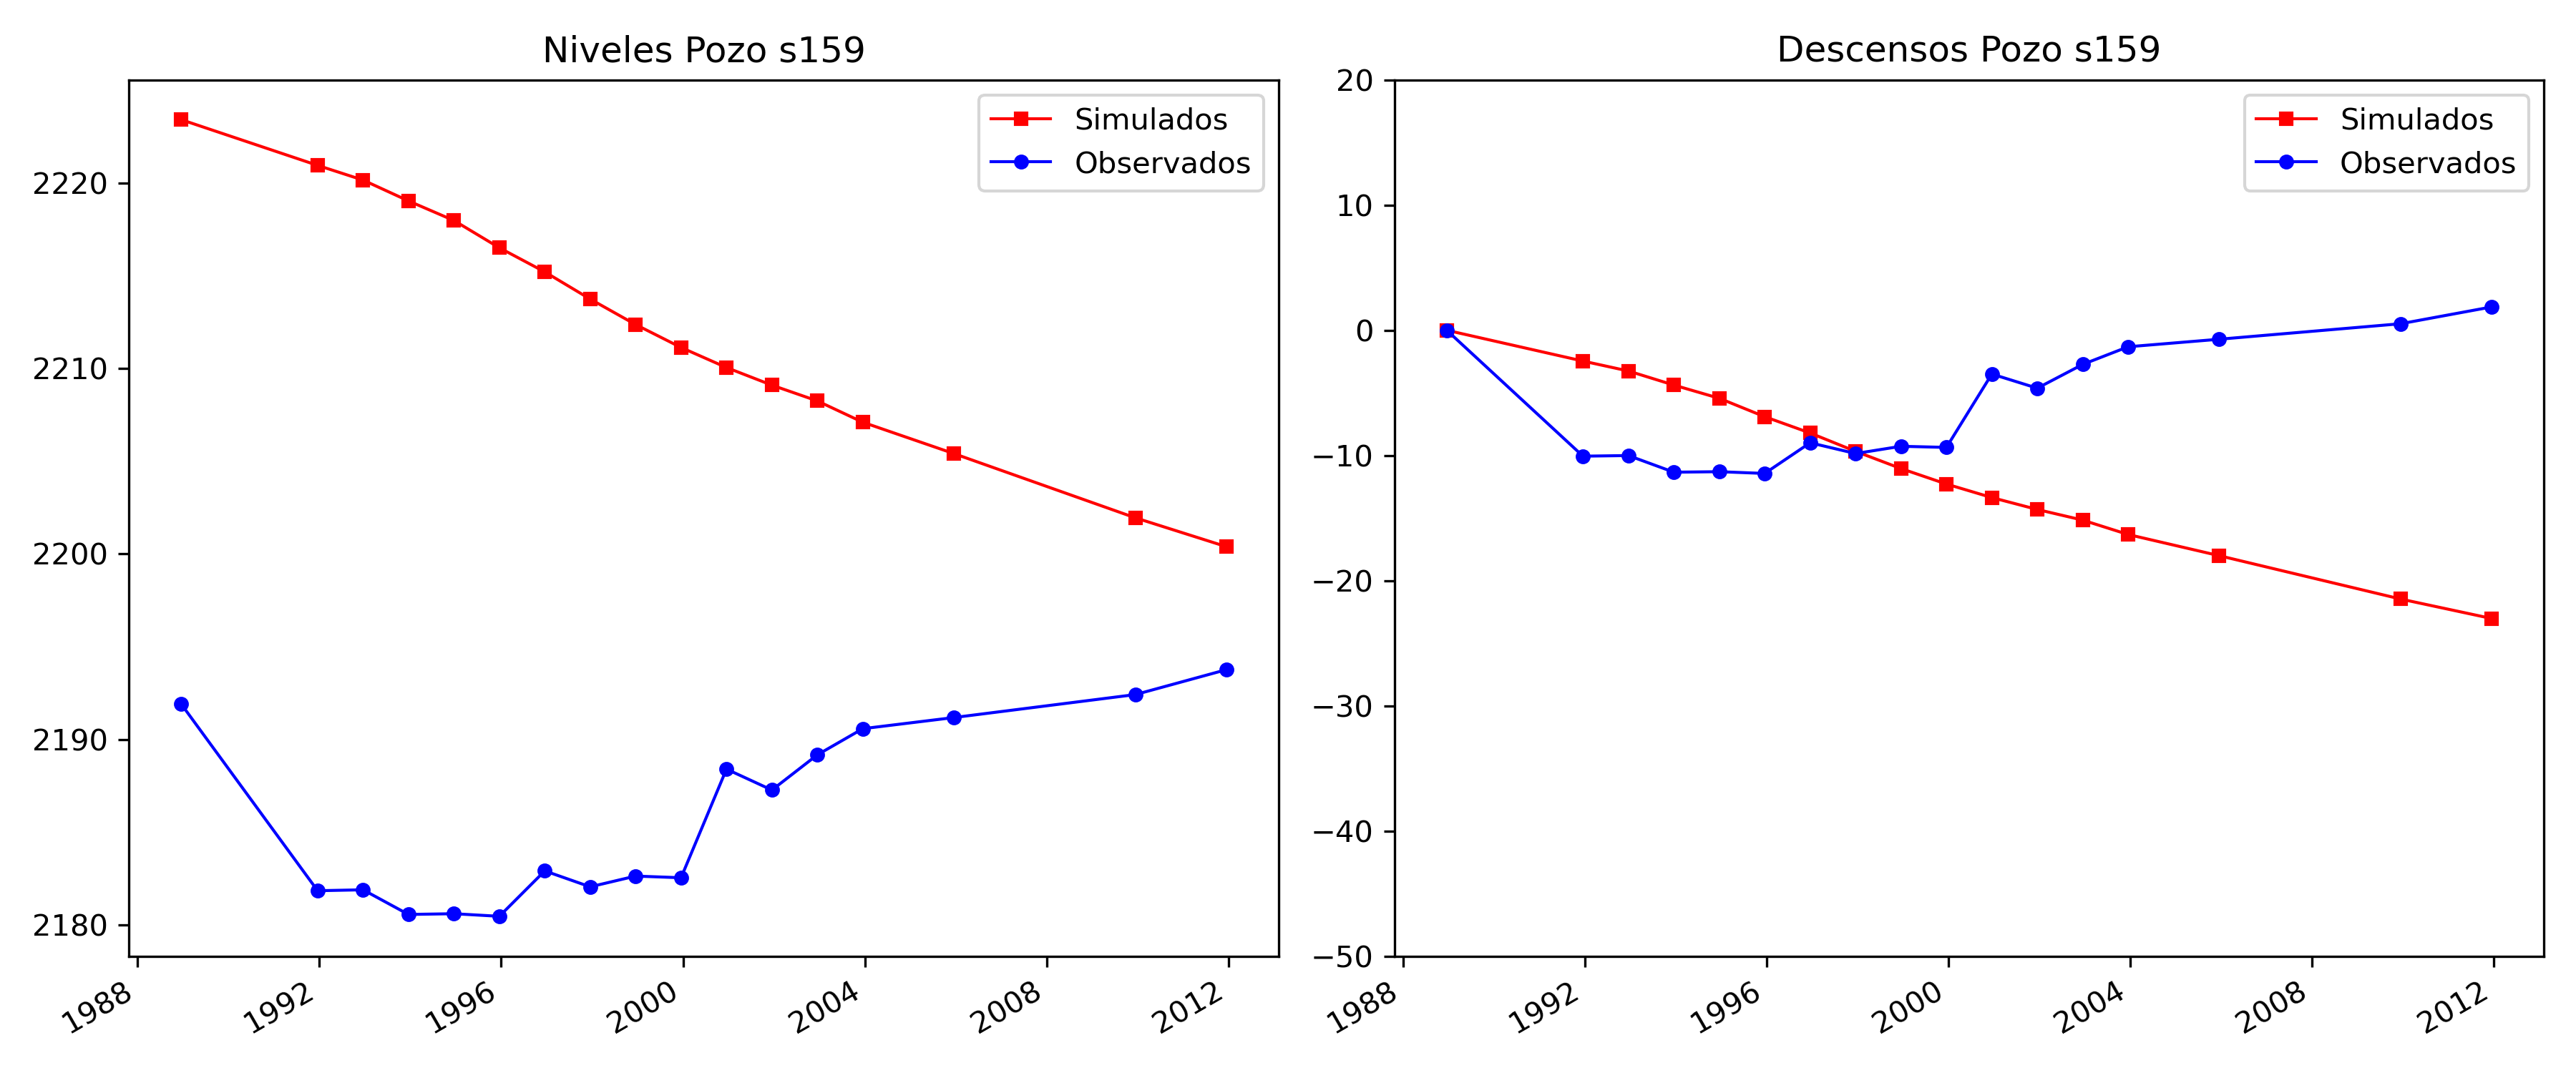 Niveles Pozo s159
Simulados
Observados
2220
2210
2200
2190
2180
1988 1992 1996 2000 2004 2008 2012
Descensos Pozo s159
Simulados
Observados
20
10
0
−10
−20
−30
−40
−50
1988 1992 1996 2000 2004 2008 2012